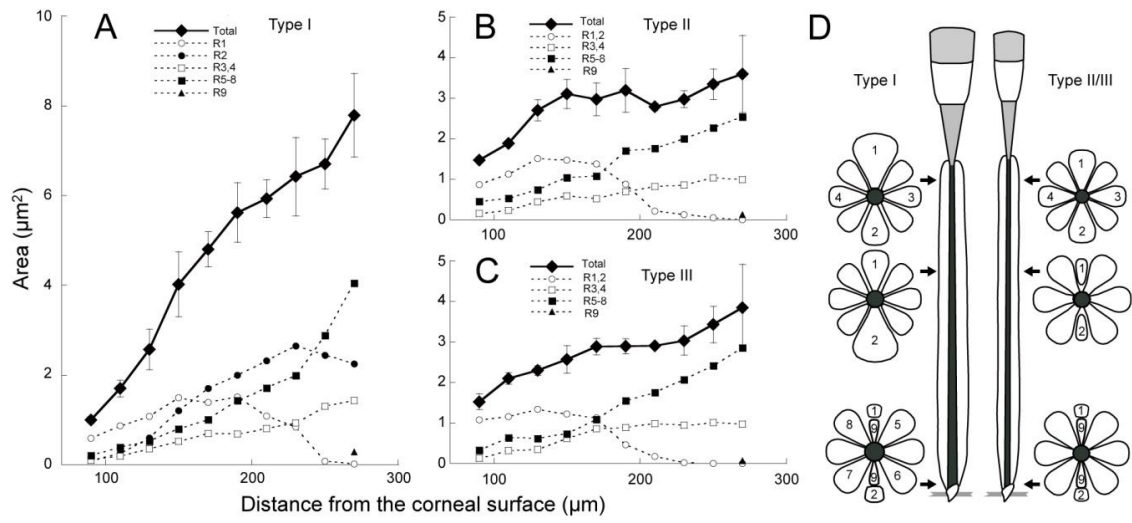 A
Type I
Total
R1
R2
R3,4
R5-8
R9
10
8
6
4
2
0
100
200
300
Area (μm²)
B
Type II
Total
R1,2
R3,4
R5-8
R9
5
4
3
2
1
0
100
200
300
C
Type III
Total
R1,2
R3,4
R5-8
R9
5
4
3
2
1
0
100
200
300
Distance from the corneal surface (μm)
D
Type I
Type II/III
1
4
3
2
1
4
3
2
1
2
1
2
1
8
9
5
7
9
6
2
1
9
9
2